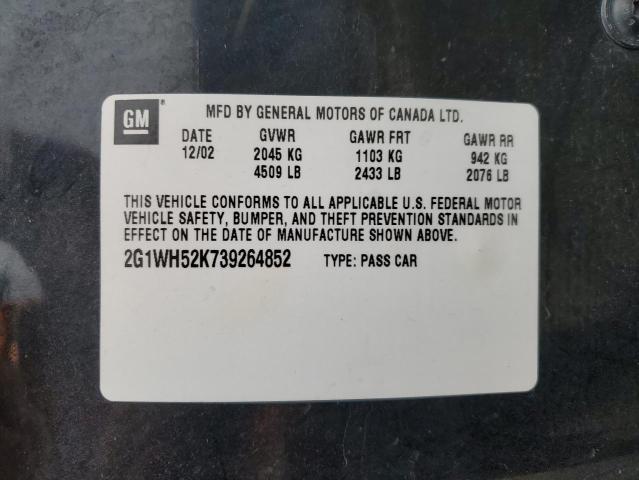 GM ® MFD BY GENERAL MOTORS OF CANADA LTD.
DATE GVWR GAWR FRT GAWR RR
12/02 2045 KG 1103 KG 942 KG
4509 LB 2433 LB 2076 LB
THIS VEHICLE CONFORMS TO ALL APPLICABLE U.S. FEDERAL MOTOR
VEHICLE SAFETY, BUMPER, AND THEFT PREVENTION STANDARDS IN
EFFECT ON THE DATE OF MANUFACTURE SHOWN ABOVE.
2G1WH52K739264852 TYPE: PASS CAR